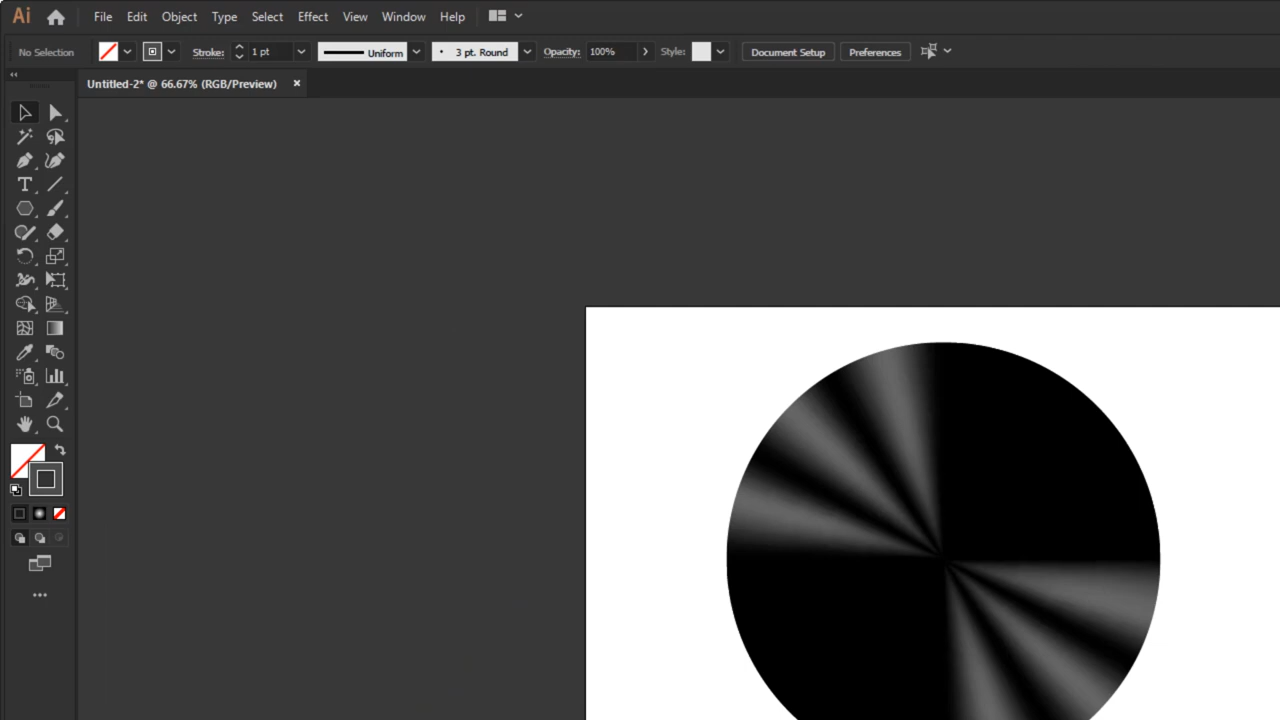 Ai File Edit Object Type Select Effect View Window Help
No Selection Stroke: 1 pt Uniform 3 pt. Round Opacity: 100% Style: Document Setup Preferences
Untitled-2* @ 66.67% (RGB/Preview) ×